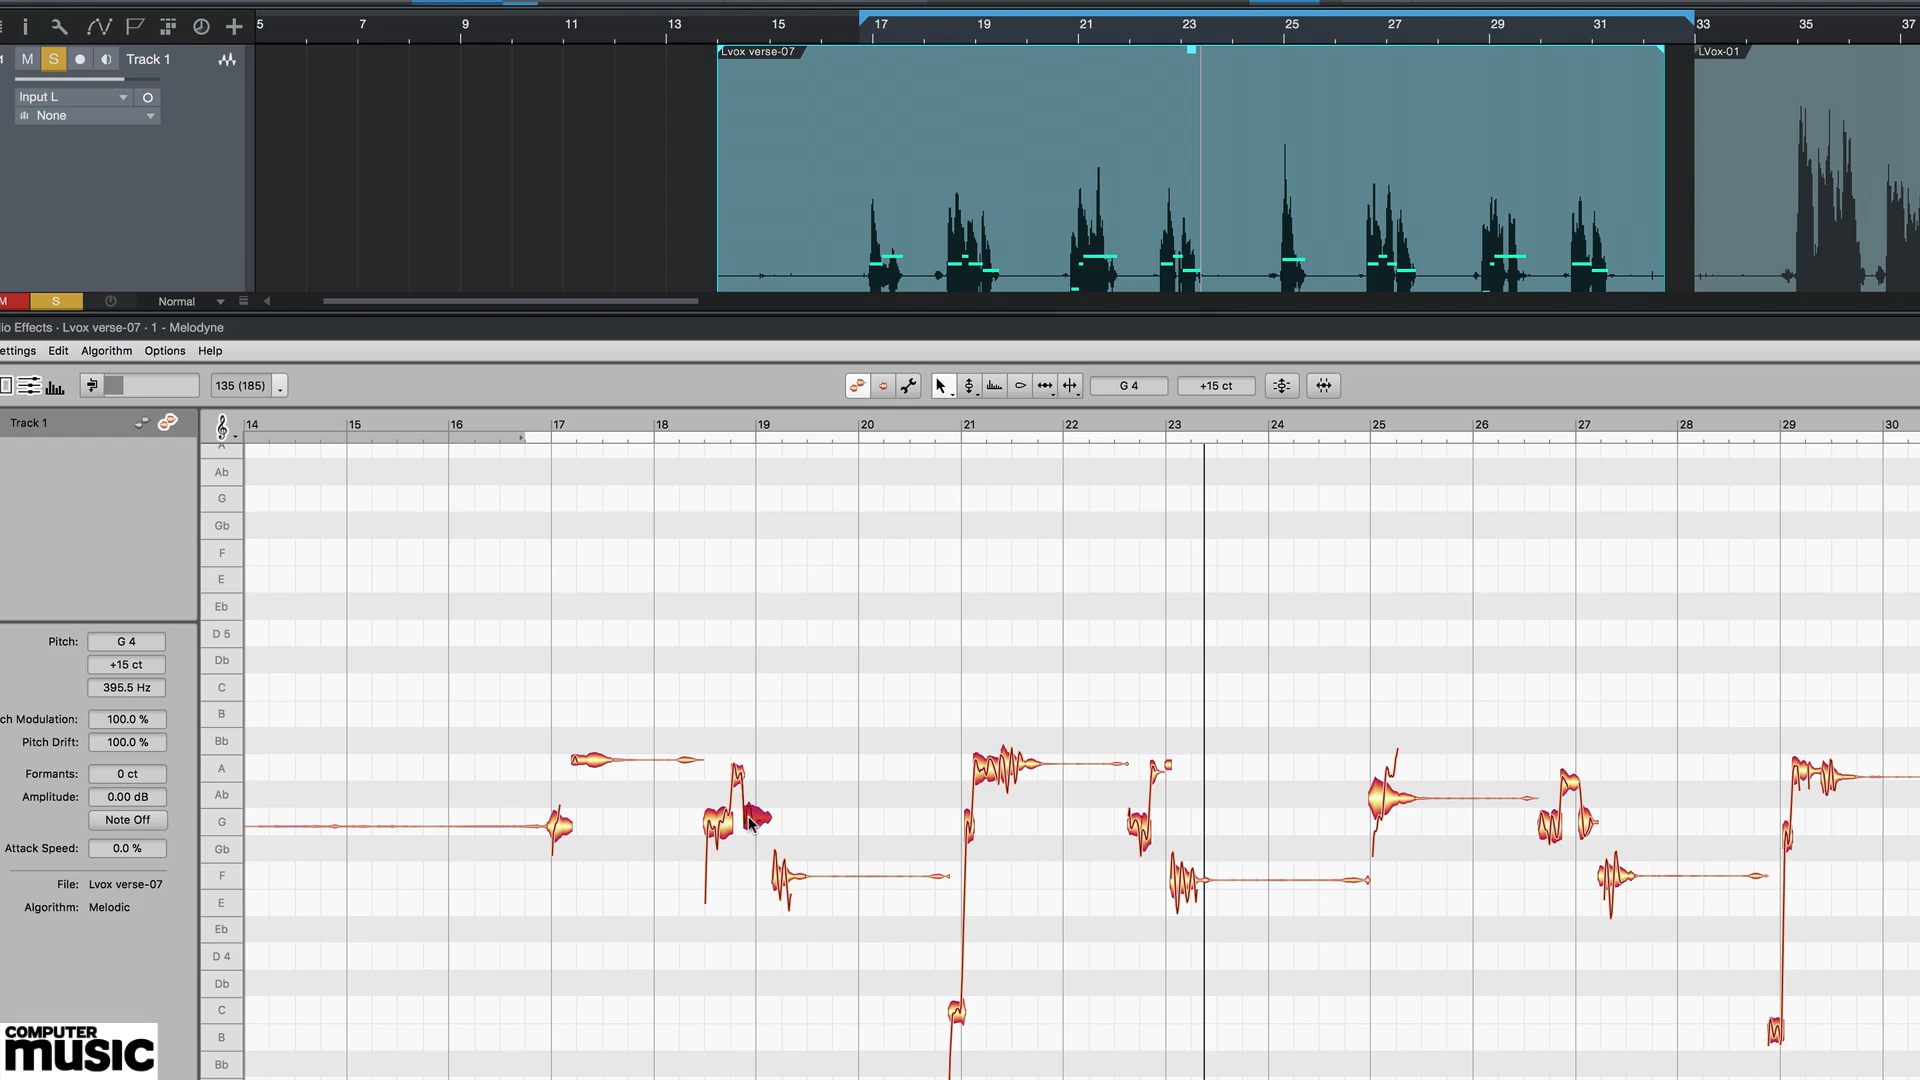 5 7 9 11 13 15 17 19 21 23 25 27 29 31 33 35 37
M S Track 1
Lvox verse-07
LVox-01
Input L
None
M S Normal
io Effects · Lvox verse-07 · 1 - Melodyne
ettings Edit Algorithm Options Help
135 (185) G 4 +15 ct
Track 1
14 15 16 17 18 19 20 21 22 23 24 25 26 27 28 29 30
A
Ab
G
Gb
F
E
Eb
D 5
Db
C
B
Bb
A
Ab
G
Gb
F
E
Eb
D 4
Db
C
B
Bb
Pitch: G 4
+15 ct
395.5 Hz
ch Modulation: 100.0 %
Pitch Drift: 100.0 %
Formants: 0 ct
Amplitude: 0.00 dB
Note Off
Attack Speed: 0.0 %
File: Lvox verse-07
Algorithm: Melodic
COMPUTER
music